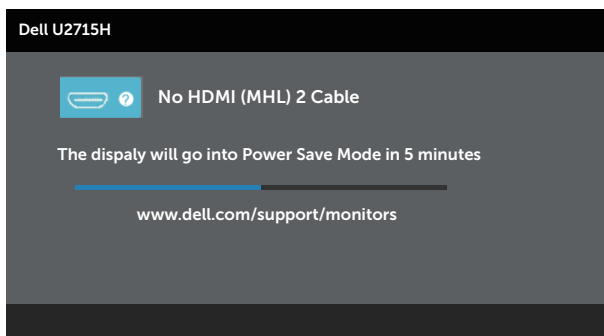 Dell U2715H
No HDMI (MHL) 2 Cable
The dispaly will go into Power Save Mode in 5 minutes
www.dell.com/support/monitors